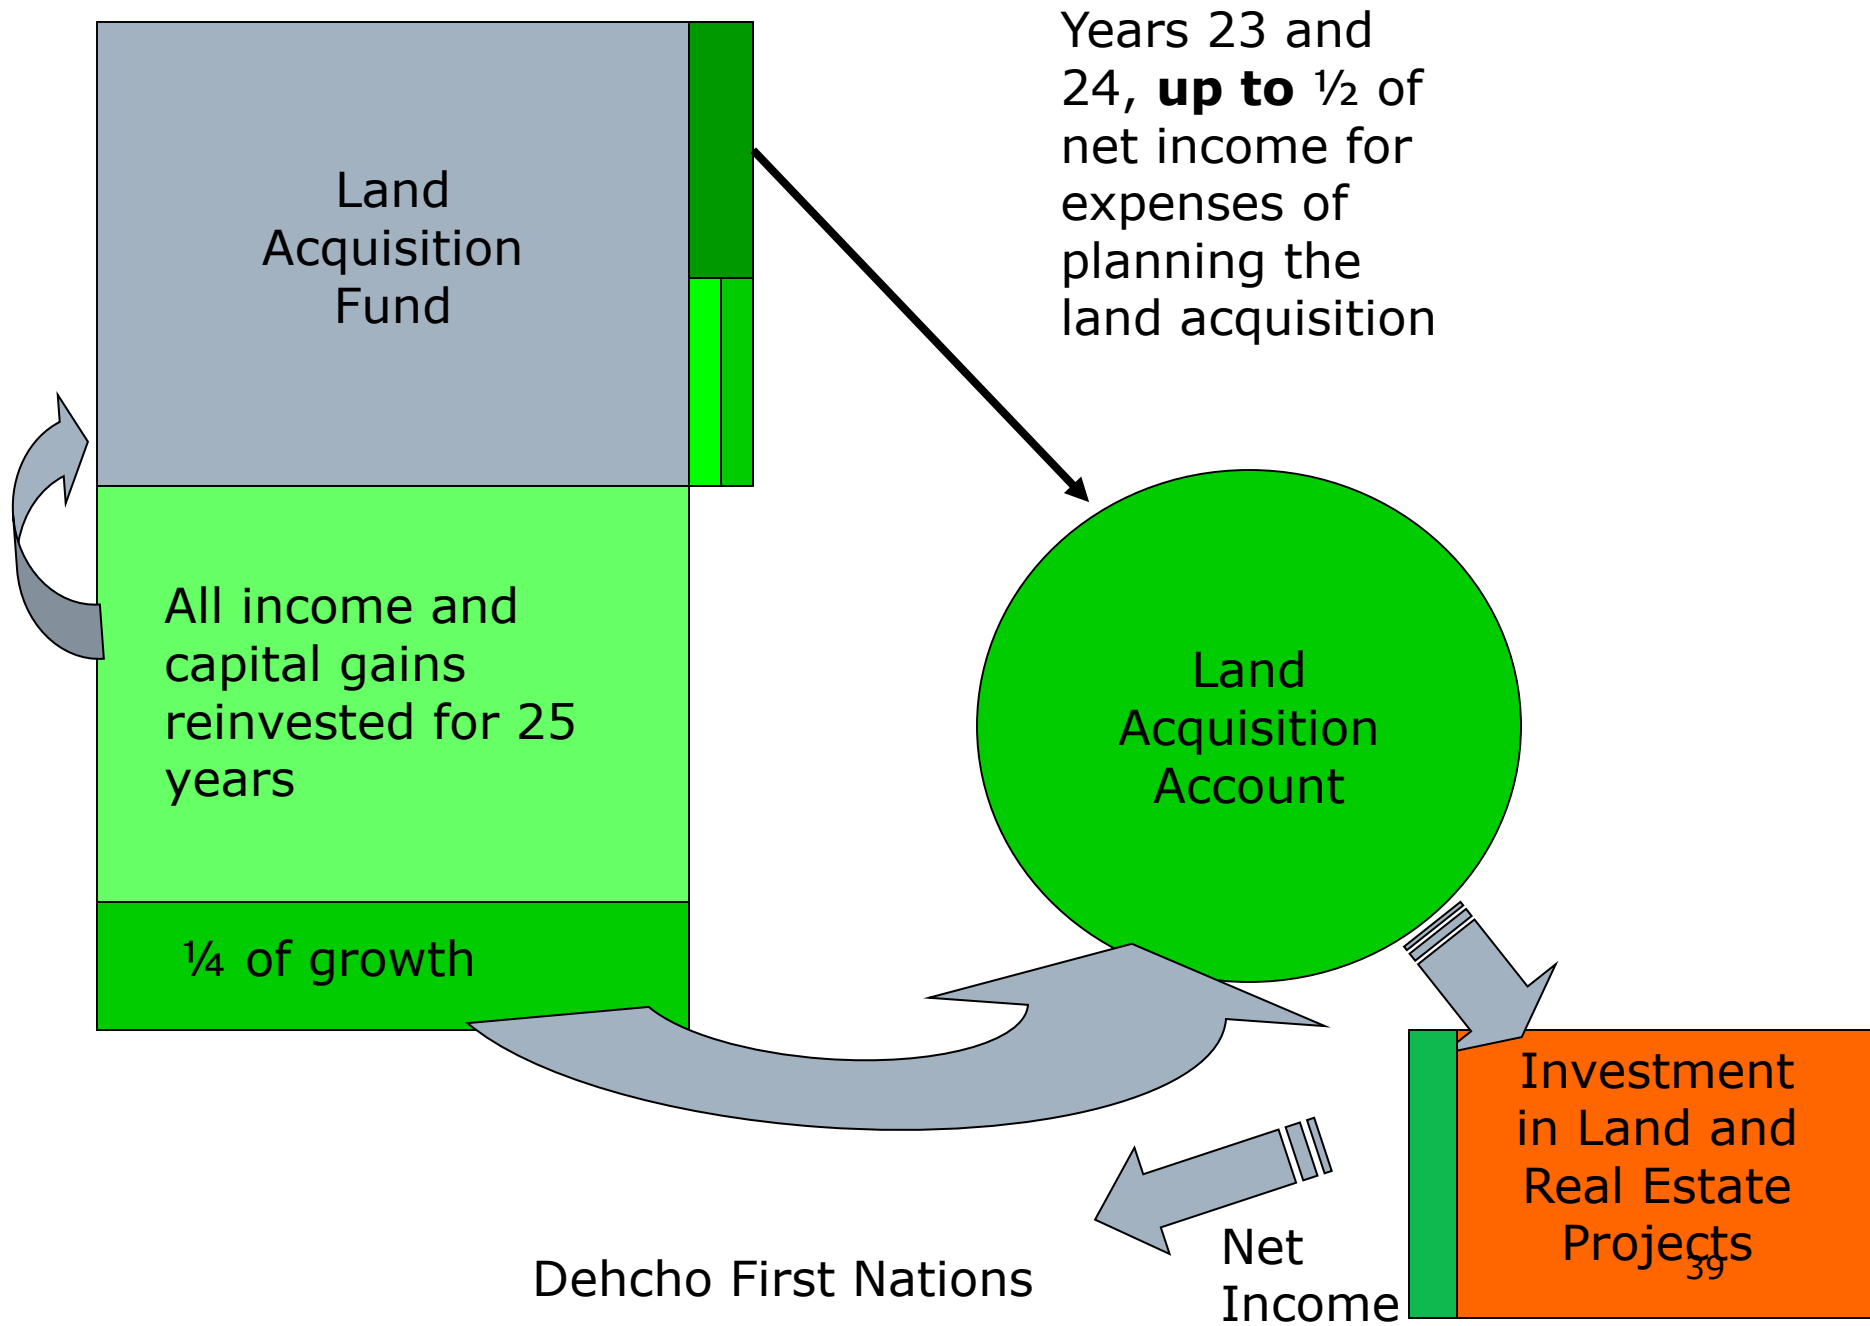 Years 23 and
24, up to ½ of
net income for
expenses of
planning the
land acquisition
Land
Acquisition
Fund
All income and
capital gains
reinvested for 25
years
Land
Acquisition
Account
¼ of growth
Investment
in Land and
Real Estate
Projects
39
Net
Income
Dehcho First Nations